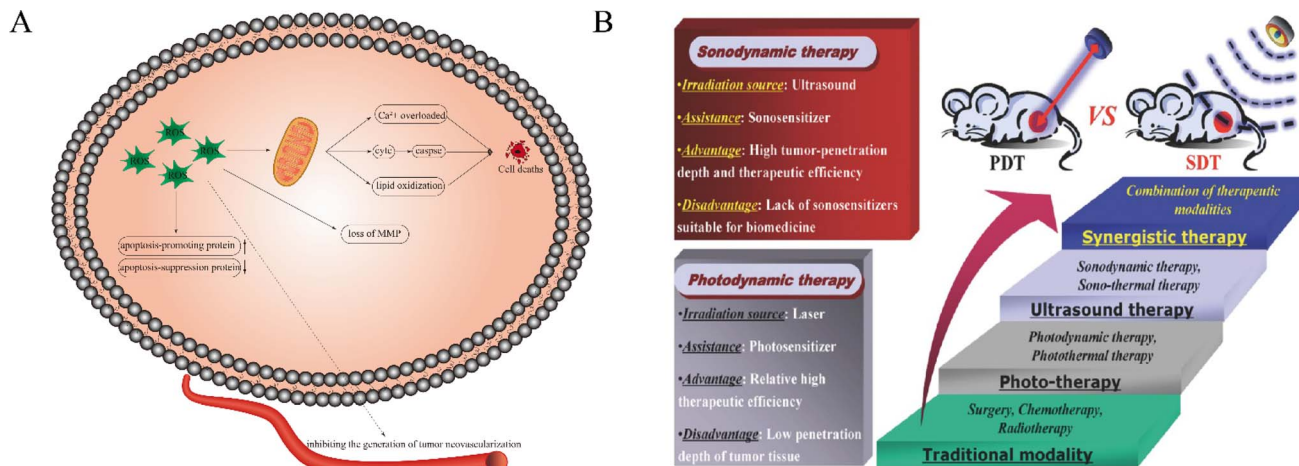 A
ROS
ROS
ROS
ROS
Ca²⁺ overloaded
cytc
caspse
lipid oxidization
Cell deaths
loss of MMP
apoptosis-promoting protein
apoptosis-suppression protein
inhibiting the generation of tumor neovascularization
B
Sonodynamic therapy
•Irradiation source: Ultrasound
•Assistance: Sonosensitizer
•Advantage: High tumor-penetration
depth and therapeutic efficiency
•Disadvantage: Lack of sonosensitizers
suitable for biomedicine
Photodynamic therapy
•Irradiation source: Laser
•Assistance: Photosensitizer
•Advantage: Relative high
therapeutic efficiency
•Disadvantage: Low penetration
depth of tumor tissue
PDT
VS
SDT
Combination of therapeutic
modalities
Synergistic therapy
Sonodynamic therapy,
Sono-thermal therapy
Ultrasound therapy
Photodynamic therapy,
Photothermal therapy
Photo-therapy
Surgery, Chemotherapy,
Radiotherapy
Traditional modality